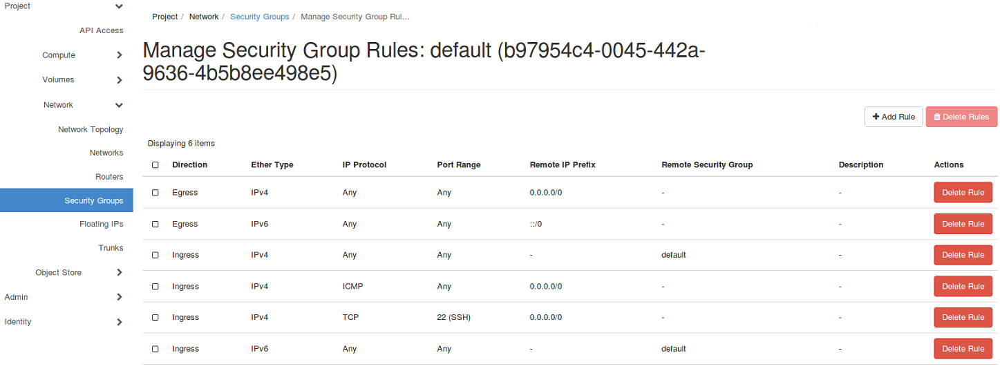 Project
API Access
Compute
Volumes
Network
Network Topology
Networks
Routers
Security Groups
Floating IPs
Trunks
Object Store
Admin
Identity
Project / Network / Security Groups / Manage Security Group Rul...
Manage Security Group Rules: default (b97954c4-0045-442a-
9636-4b5b8ee498e5)
Add Rule Delete Rules
Displaying 6 items
Direction Ether Type IP Protocol Port Range Remote IP Prefix Remote Security Group Description Actions
Egress IPv4 Any Any 0.0.0.0/0 - - Delete Rule
Egress IPv6 Any Any ::/0 - - Delete Rule
Ingress IPv4 Any Any - default - Delete Rule
Ingress IPv4 ICMP Any 0.0.0.0/0 - - Delete Rule
Ingress IPv4 TCP 22 (SSH) 0.0.0.0/0 - - Delete Rule
Ingress IPv6 Any Any - default - Delete Rule